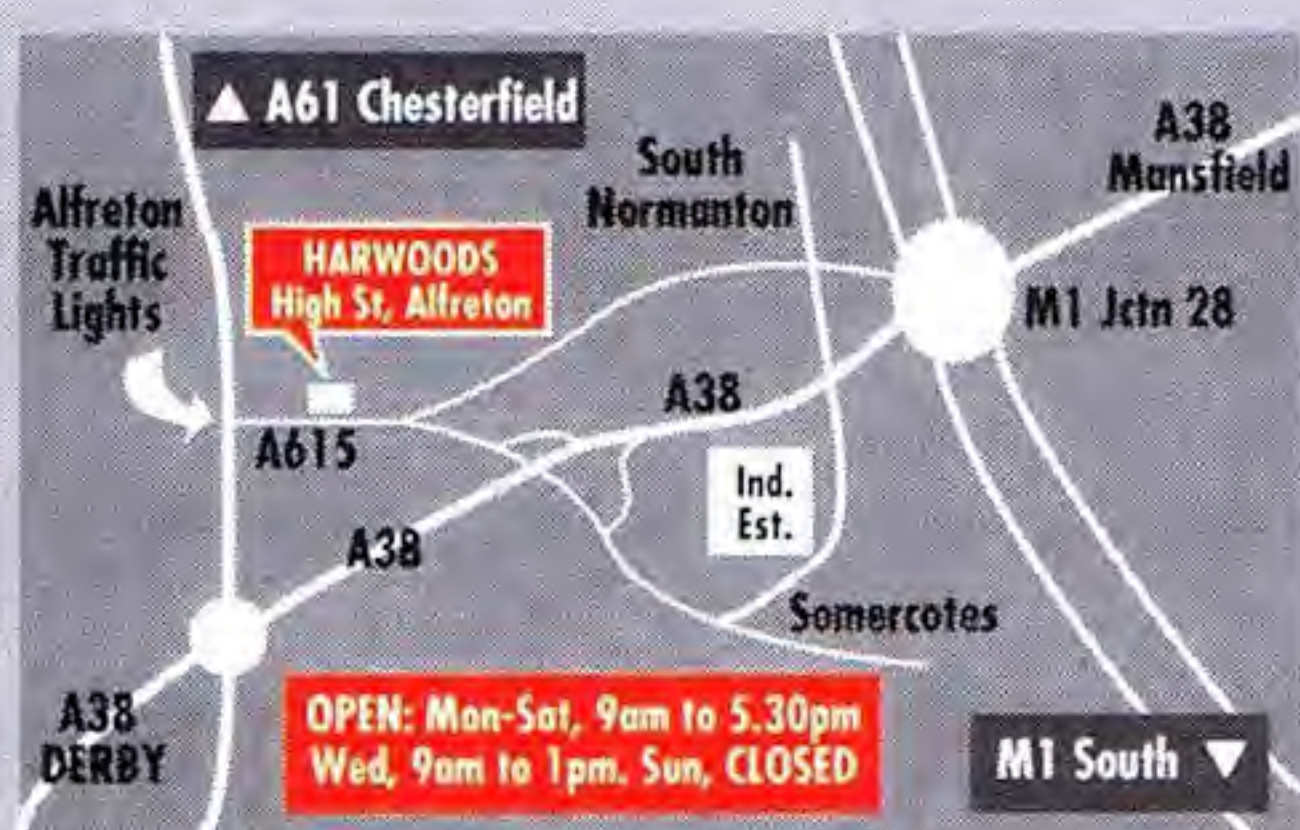 ▲ A61 Chesterfield
A38
Mansfield
South
Normanton
Alfreton
Traffic
Lights
HARWOODS
High St, Alfreton
M1 Jctn 28
A38
A615
Ind.
Est.
A38
Somercotes
A38
DERBY
OPEN: Mon-Sat, 9am to 5.30pm
Wed, 9am to 1pm. Sun, CLOSED
M1 South ▼